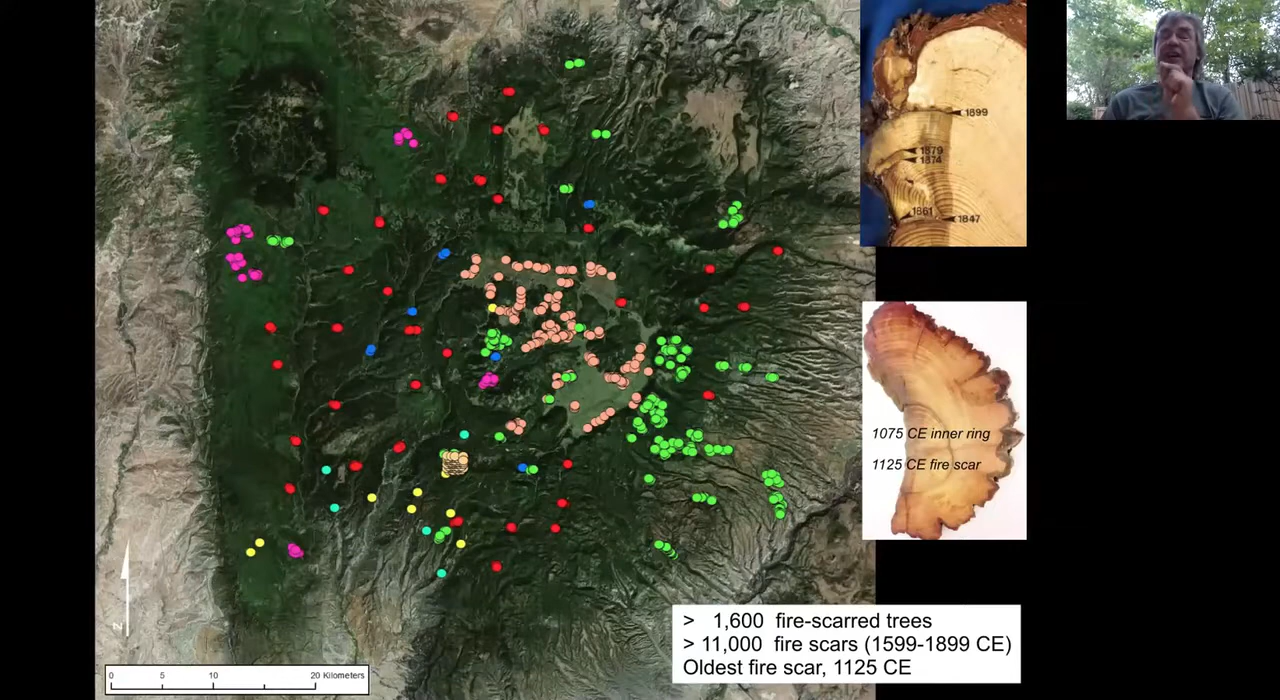 1899
1879
1874
1861
1847
1075 CE inner ring
1125 CE fire scar
> 1,600 fire-scarred trees
> 11,000 fire scars (1599-1899 CE)
Oldest fire scar, 1125 CE
N
0 5 10 20 Kilometers